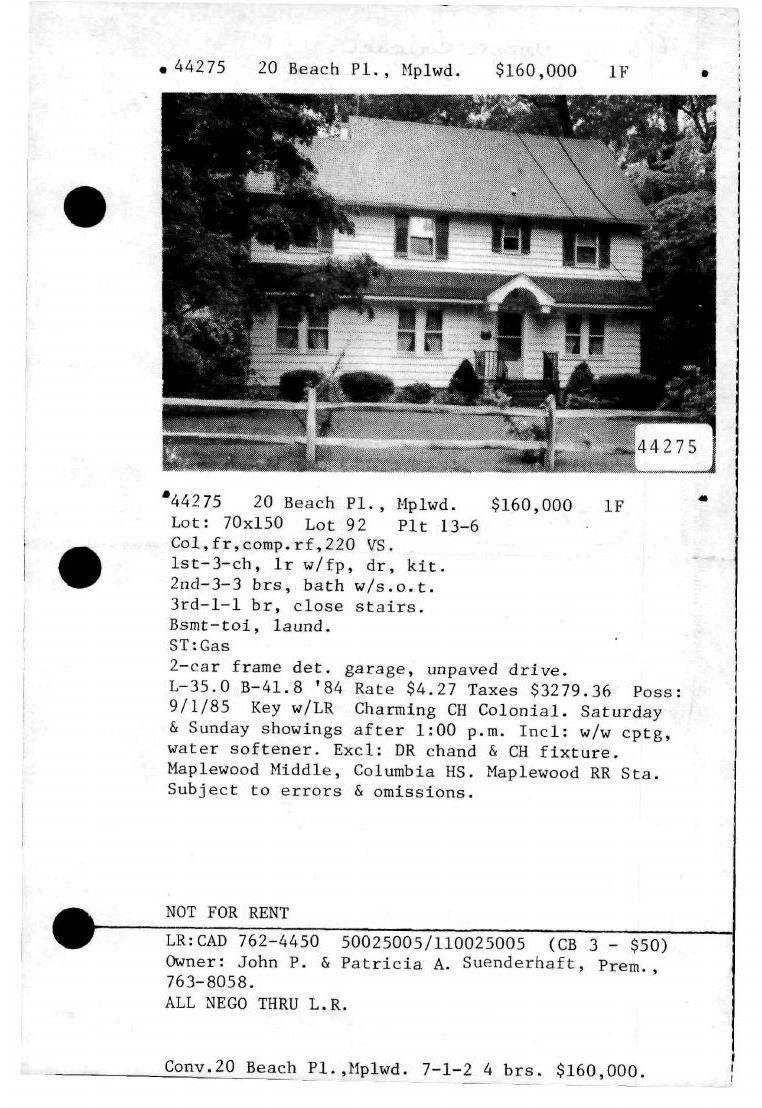 44275 20 Beach Pl., Mplwd. $160,000 1F
44275
44275 20 Beach Pl., Mplwd. $160,000 1F
Lot: 70x150 Lot 92 Plt 13-6
Col,fr,comp.rf,220 VS.
1st-3-ch, lr w/fp, dr, kit.
2nd-3-3 brs, bath w/s.o.t.
3rd-1-1 br, close stairs.
Bsmt-toi, laund.
ST:Gas
2-car frame det. garage, unpaved drive.
L-35.0 B-41.8 '84 Rate $4.27 Taxes $3279.36 Poss:
9/1/85 Key w/LR Charming CH Colonial. Saturday
& Sunday showings after 1:00 p.m. Incl: w/w cptg,
water softener. Excl: DR chand & CH fixture.
Maplewood Middle, Columbia HS. Maplewood RR Sta.
Subject to errors & omissions.
NOT FOR RENT
LR:CAD 762-4450 50025005/110025005 (CB 3 - $50)
Owner: John P. & Patricia A. Suenderhaft, Prem.,
763-8058.
ALL NEGO THRU L.R.
Conv.20 Beach Pl.,Mplwd. 7-1-2 4 brs. $160,000.